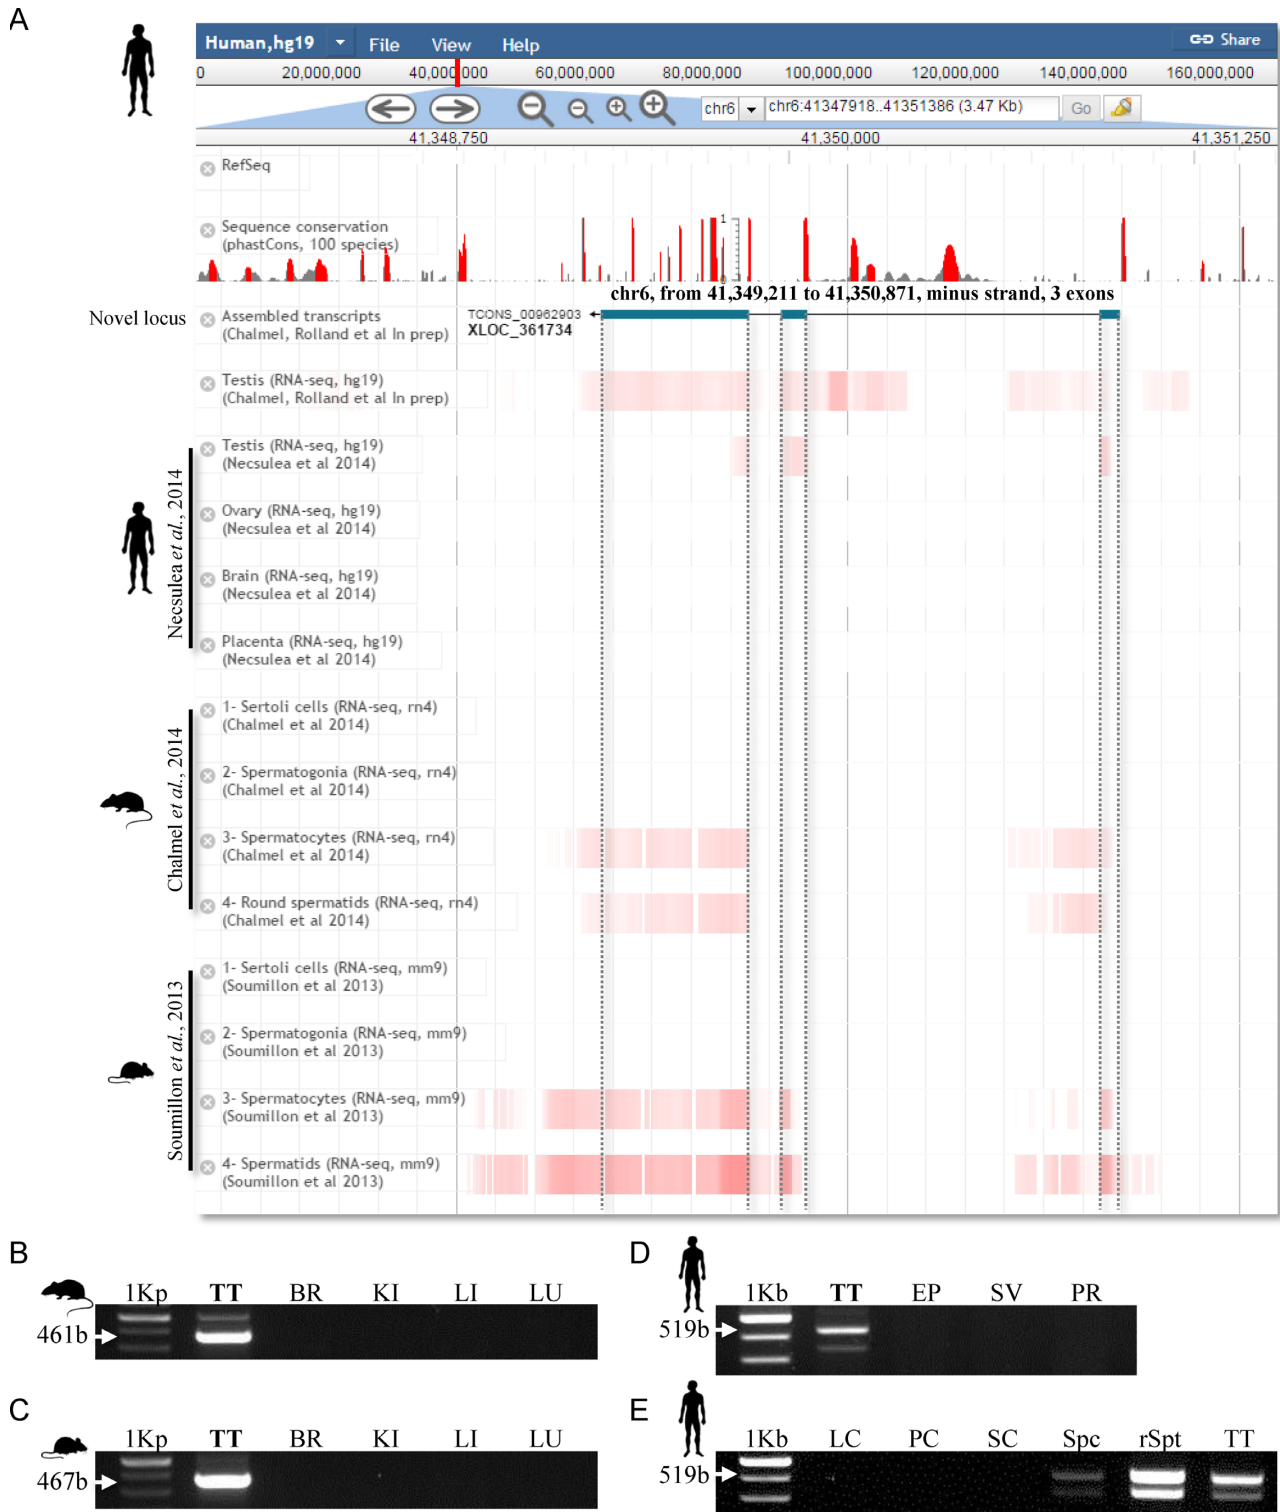 A
Human,hg19 File View Help Share
0 20,000,000 40,000,000 60,000,000 80,000,000 100,000,000 120,000,000 140,000,000 160,000,000
chr6 chr6:41347918..41351386 (3.47 Kb) Go
41,348,750 41,350,000 41,351,250
RefSeq
Sequence conservation
(phastCons, 100 species)
1
0
chr6, from 41,349,211 to 41,350,871, minus strand, 3 exons
Novel locus
Assembled transcripts
(Chalmel, Rolland et al In prep)
TCONS_00962903
XLOC_361734
Testis (RNA-seq, hg19)
(Chalmel, Rolland et al In prep)
Necsulea et al., 2014
Testis (RNA-seq, hg19)
(Necsulea et al 2014)
Ovary (RNA-seq, hg19)
(Necsulea et al 2014)
Brain (RNA-seq, hg19)
(Necsulea et al 2014)
Placenta (RNA-seq, hg19)
(Necsulea et al 2014)
Chalmel et al., 2014
1- Sertoli cells (RNA-seq, rn4)
(Chalmel et al 2014)
2- Spermatogonia (RNA-seq, rn4)
(Chalmel et al 2014)
3- Spermatocytes (RNA-seq, rn4)
(Chalmel et al 2014)
4- Round spermatids (RNA-seq, rn4)
(Chalmel et al 2014)
Soumillon et al., 2013
1- Sertoli cells (RNA-seq, mm9)
(Soumillon et al 2013)
2- Spermatogonia (RNA-seq, mm9)
(Soumillon et al 2013)
3- Spermatocytes (RNA-seq, mm9)
(Soumillon et al 2013)
4- Spermatids (RNA-seq, mm9)
(Soumillon et al 2013)
B
1Kp TT BR KI LI LU
461b
C
1Kp TT BR KI LI LU
467b
D
1Kb TT EP SV PR
519b
E
1Kb LC PC SC Spc rSpt TT
519b